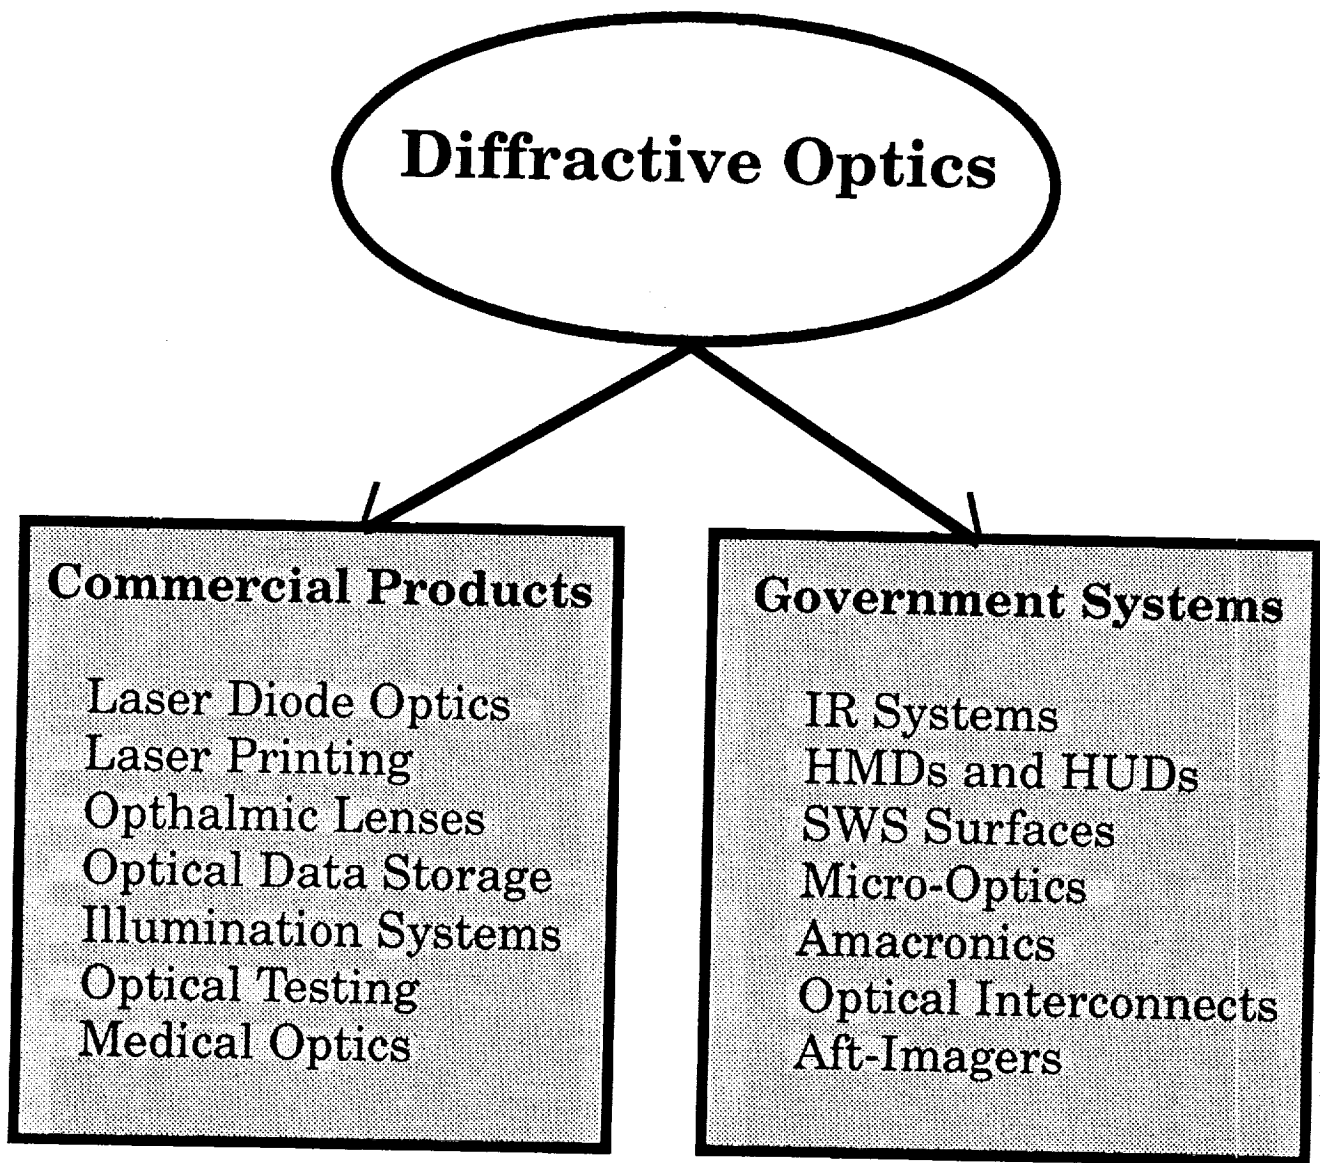 Diffractive Optics
Commercial Products
Laser Diode Optics
Laser Printing
Opthalmic Lenses
Optical Data Storage
Illumination Systems
Optical Testing
Medical Optics
Government Systems
IR Systems
HMDs and HUDs
SWS Surfaces
Micro-Optics
Amacronics
Optical Interconnects
Aft-Imagers